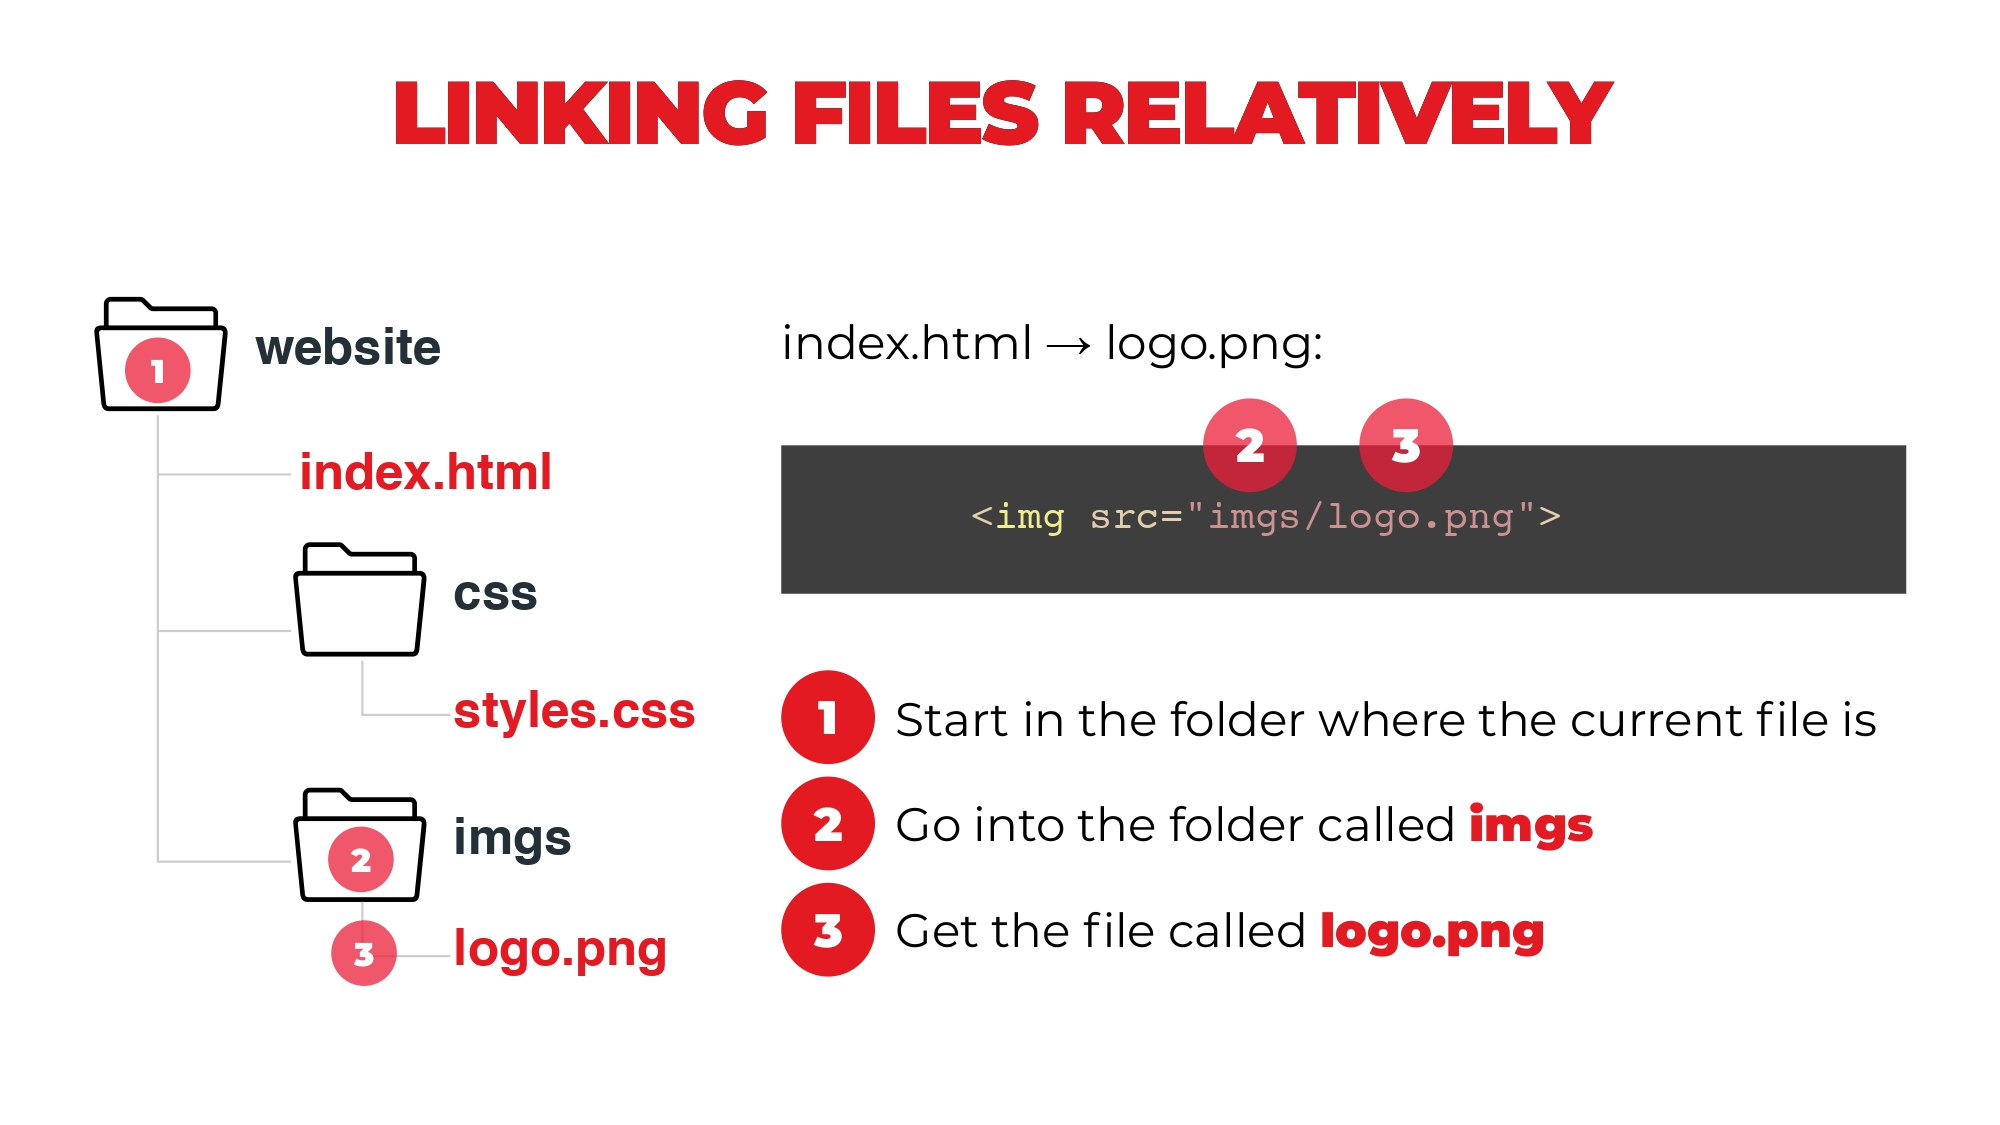 LINKING FILES RELATIVELY
1 website
index.html
css
styles.css
2 imgs
3 logo.png
index.html → logo.png:
2 3
<img src="imgs/logo.png">
1 Start in the folder where the current file is
2 Go into the folder called imgs
3 Get the file called logo.png